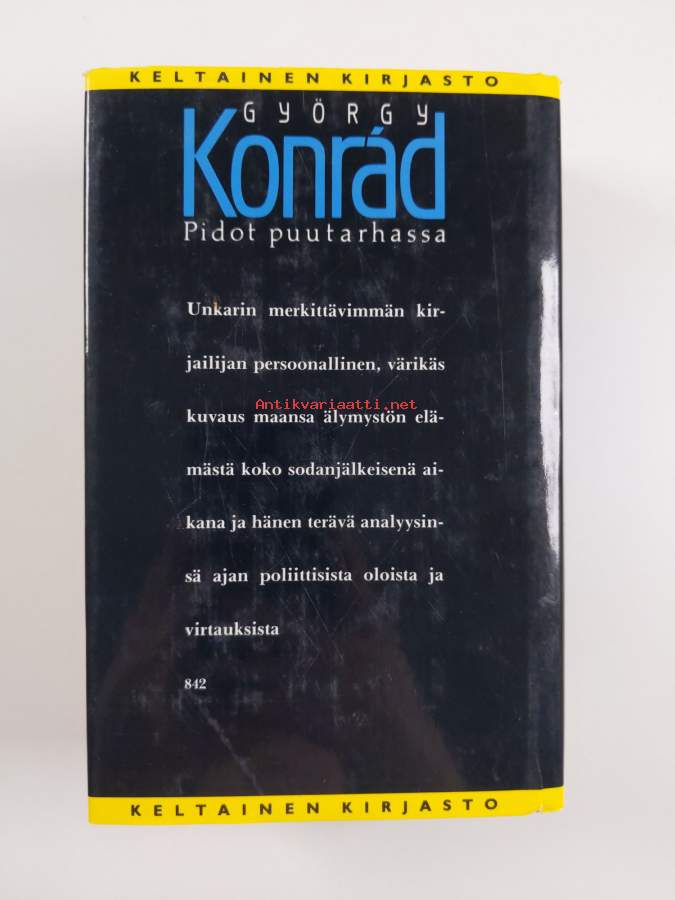 KELTAINEN KIRJASTO
GYÖRGY
Konrád
Pidot puutarhassa
Unkarin merkittävimmän kir-
jailijan persoonallinen, värikäs
Antikvariaatti.net
kuvaus maansa älymystön elä-
mästä koko sodanjälkeisenä ai-
kana ja hänen terävä analyysin-
sä ajan poliittisista oloista ja
virtauksista
842
KELTAINEN KIRJASTO